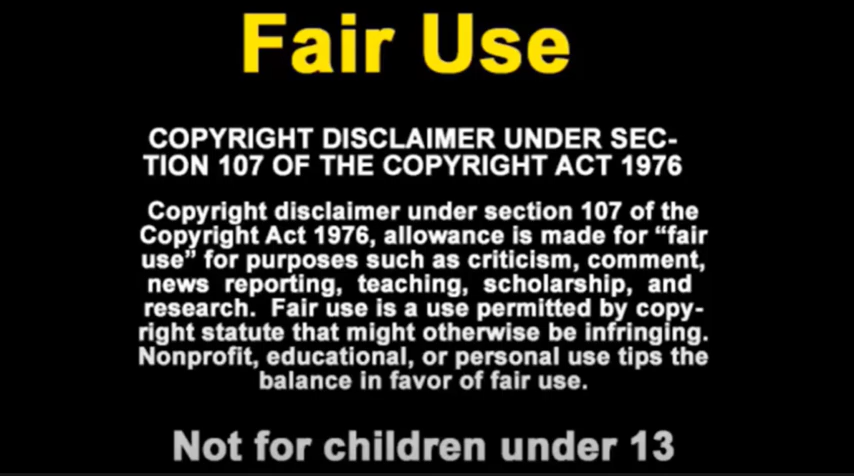 Fair Use
COPYRIGHT DISCLAIMER UNDER SEC-
TION 107 OF THE COPYRIGHT ACT 1976
Copyright disclaimer under section 107 of the
Copyright Act 1976, allowance is made for “fair
use” for purposes such as criticism, comment,
news reporting, teaching, scholarship, and
research. Fair use is a use permitted by copy-
right statute that might otherwise be infringing.
Nonprofit, educational, or personal use tips the
balance in favor of fair use.
Not for children under 13